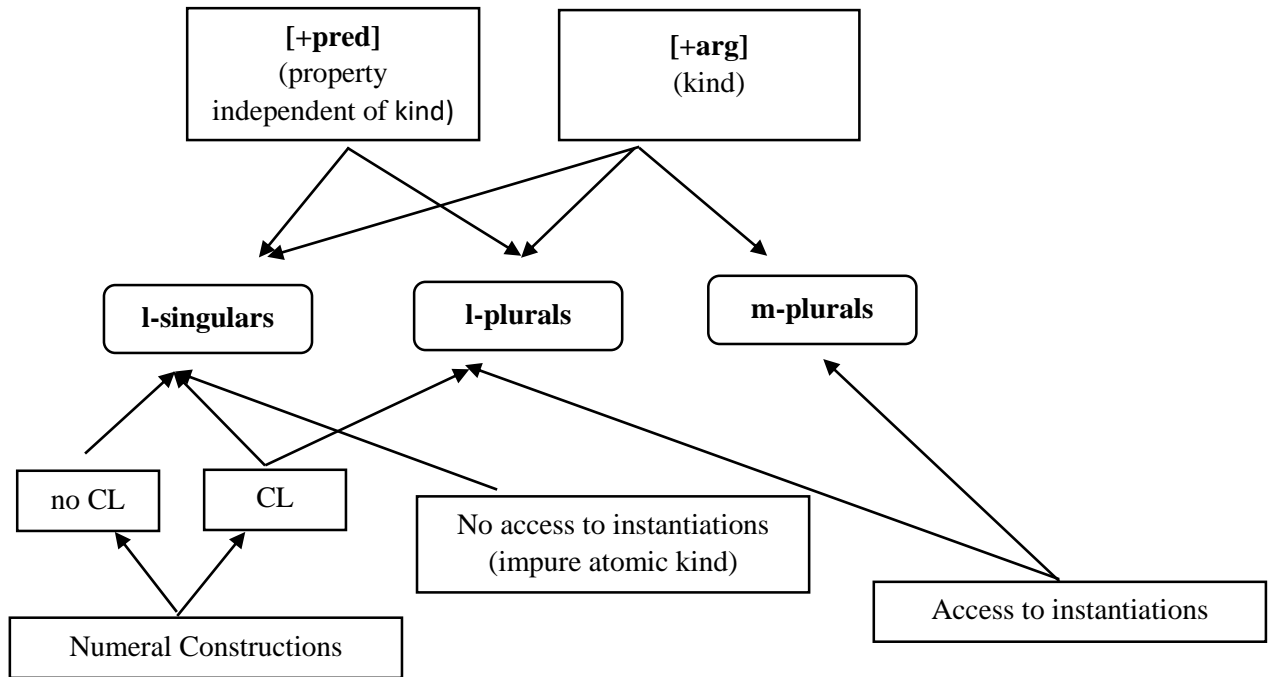 [+pred]
(property
independent of kind)
[+arg]
(kind)
l-singulars
l-plurals
m-plurals
no CL
CL
No access to instantiations
(impure atomic kind)
Access to instantiations
Numeral Constructions